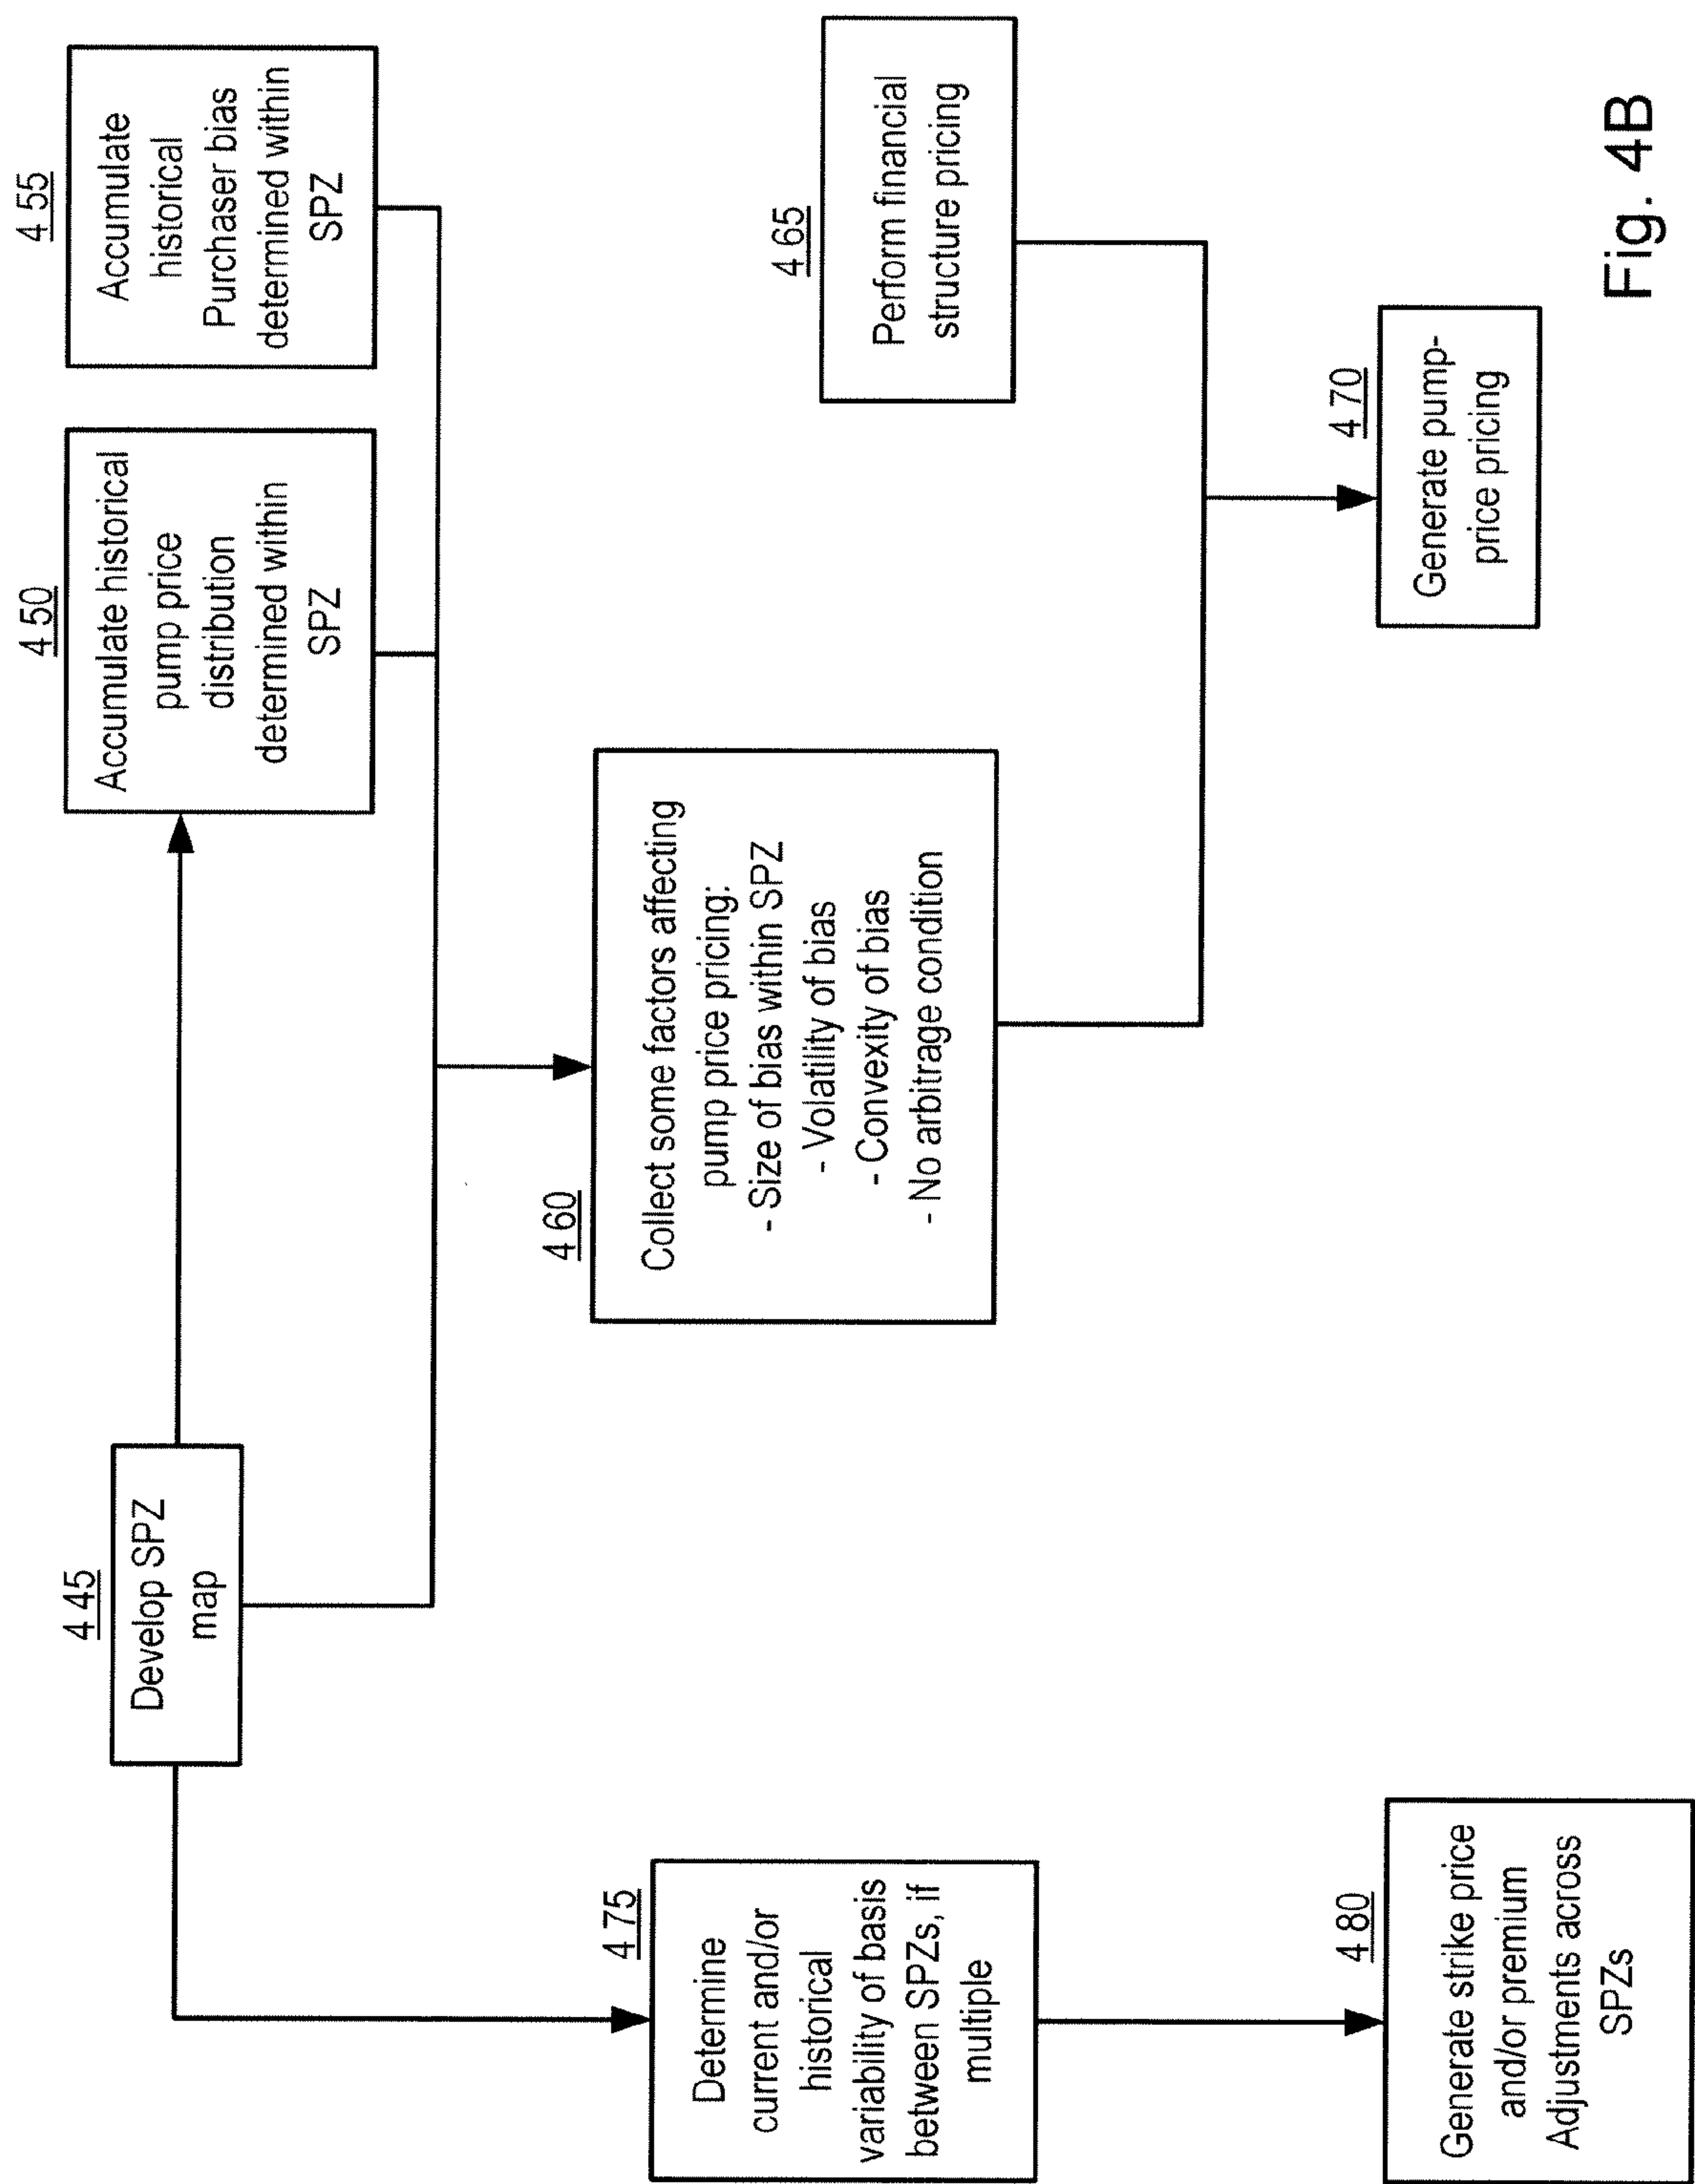 4 45
Develop SPZ
map
4 50
Accumulate historical
pump price
distribution
determined within
SPZ
4 55
Accumulate
historical
Purchaser bias
determined within
SPZ
4 75
Determine
current and/or
historical
variability of basis
between SPZs, if
multiple
4 60
Collect some factors affecting
pump price pricing:
- Size of bias within SPZ
- Volatility of bias
- Convexity of bias
- No arbitrage condition
4 65
Perform financial
structure pricing
4 80
Generate strike price
and/or premium
Adjustments across
SPZs
4 70
Generate pump-
price pricing
Fig. 4B